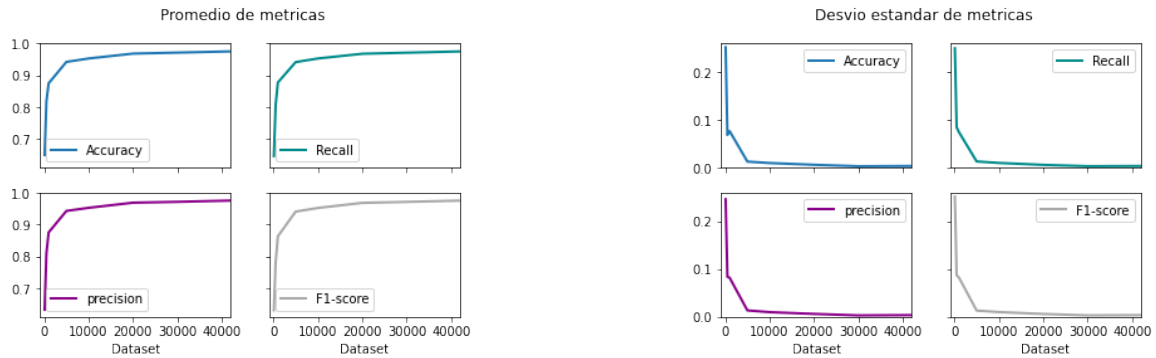 Promedio de metricas
1.0
0.9
0.8
0.7
Accuracy
Recall
1.0
0.9
0.8
0.7
precision
F1-score
0 10000 20000 30000 40000
0 10000 20000 30000 40000
Dataset
Dataset
Desvio estandar de metricas
0.2
0.1
0.0
Accuracy
Recall
0.2
0.1
0.0
precision
F1-score
0 10000 20000 30000 40000
0 10000 20000 30000 40000
Dataset
Dataset